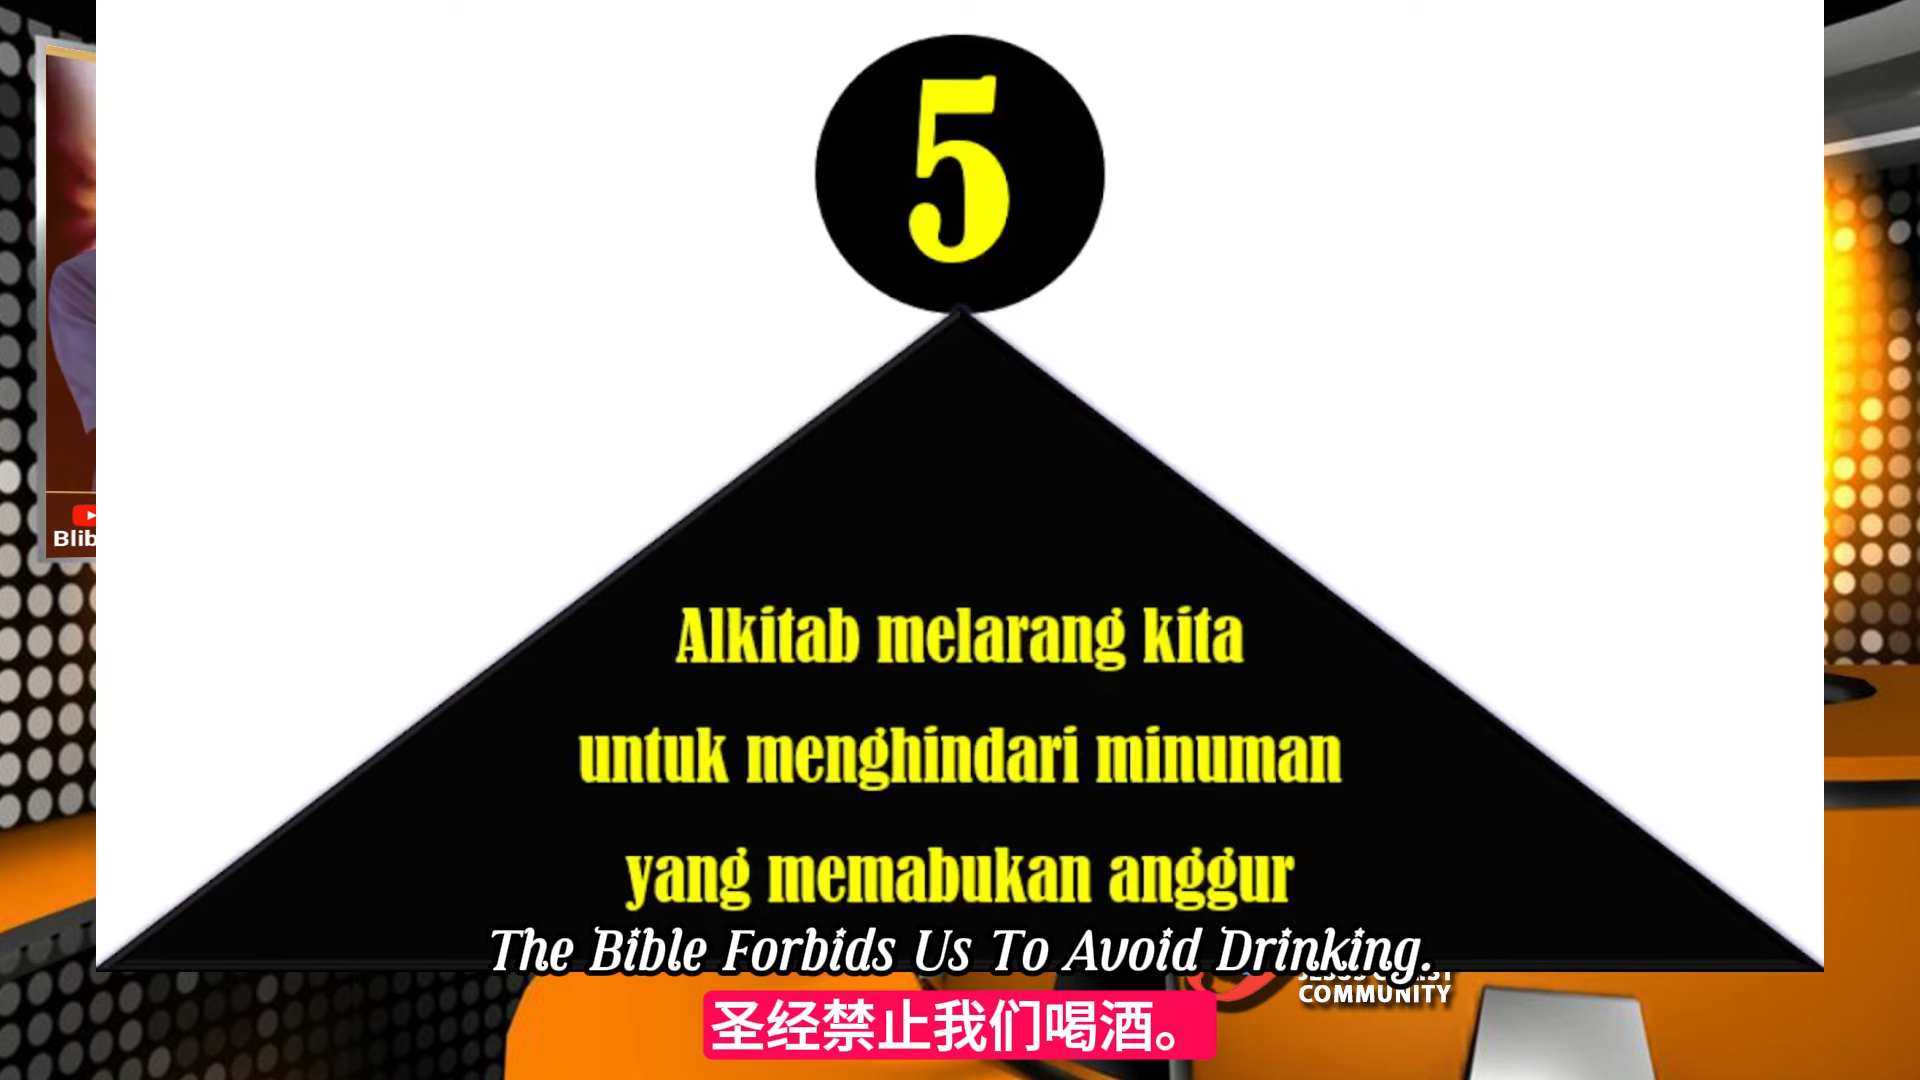 5
Alkitab melarang kita
untuk menghindari minuman
yang memabukan anggur
The Bible Forbids Us To Avoid Drinking.
圣经禁止我们喝酒。
COMMUNITY